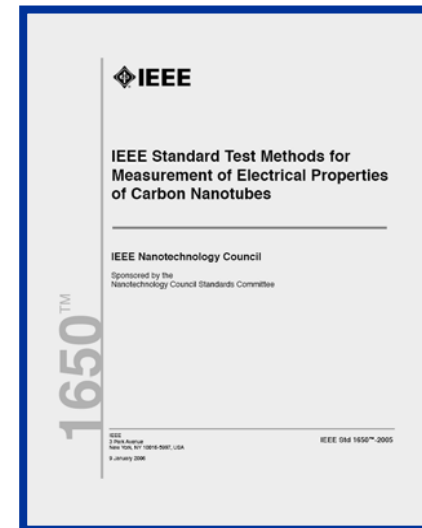 IEEE
IEEE Standard Test Methods for
Measurement of Electrical Properties
of Carbon Nanotubes
IEEE Nanotechnology Council
Sponsored by the
Nanotechnology Council Standards Committee
1650™
IEEE
3 Park Avenue
New York, NY 10016-5997, USA
8 January 2006
IEEE Std 1650™-2005